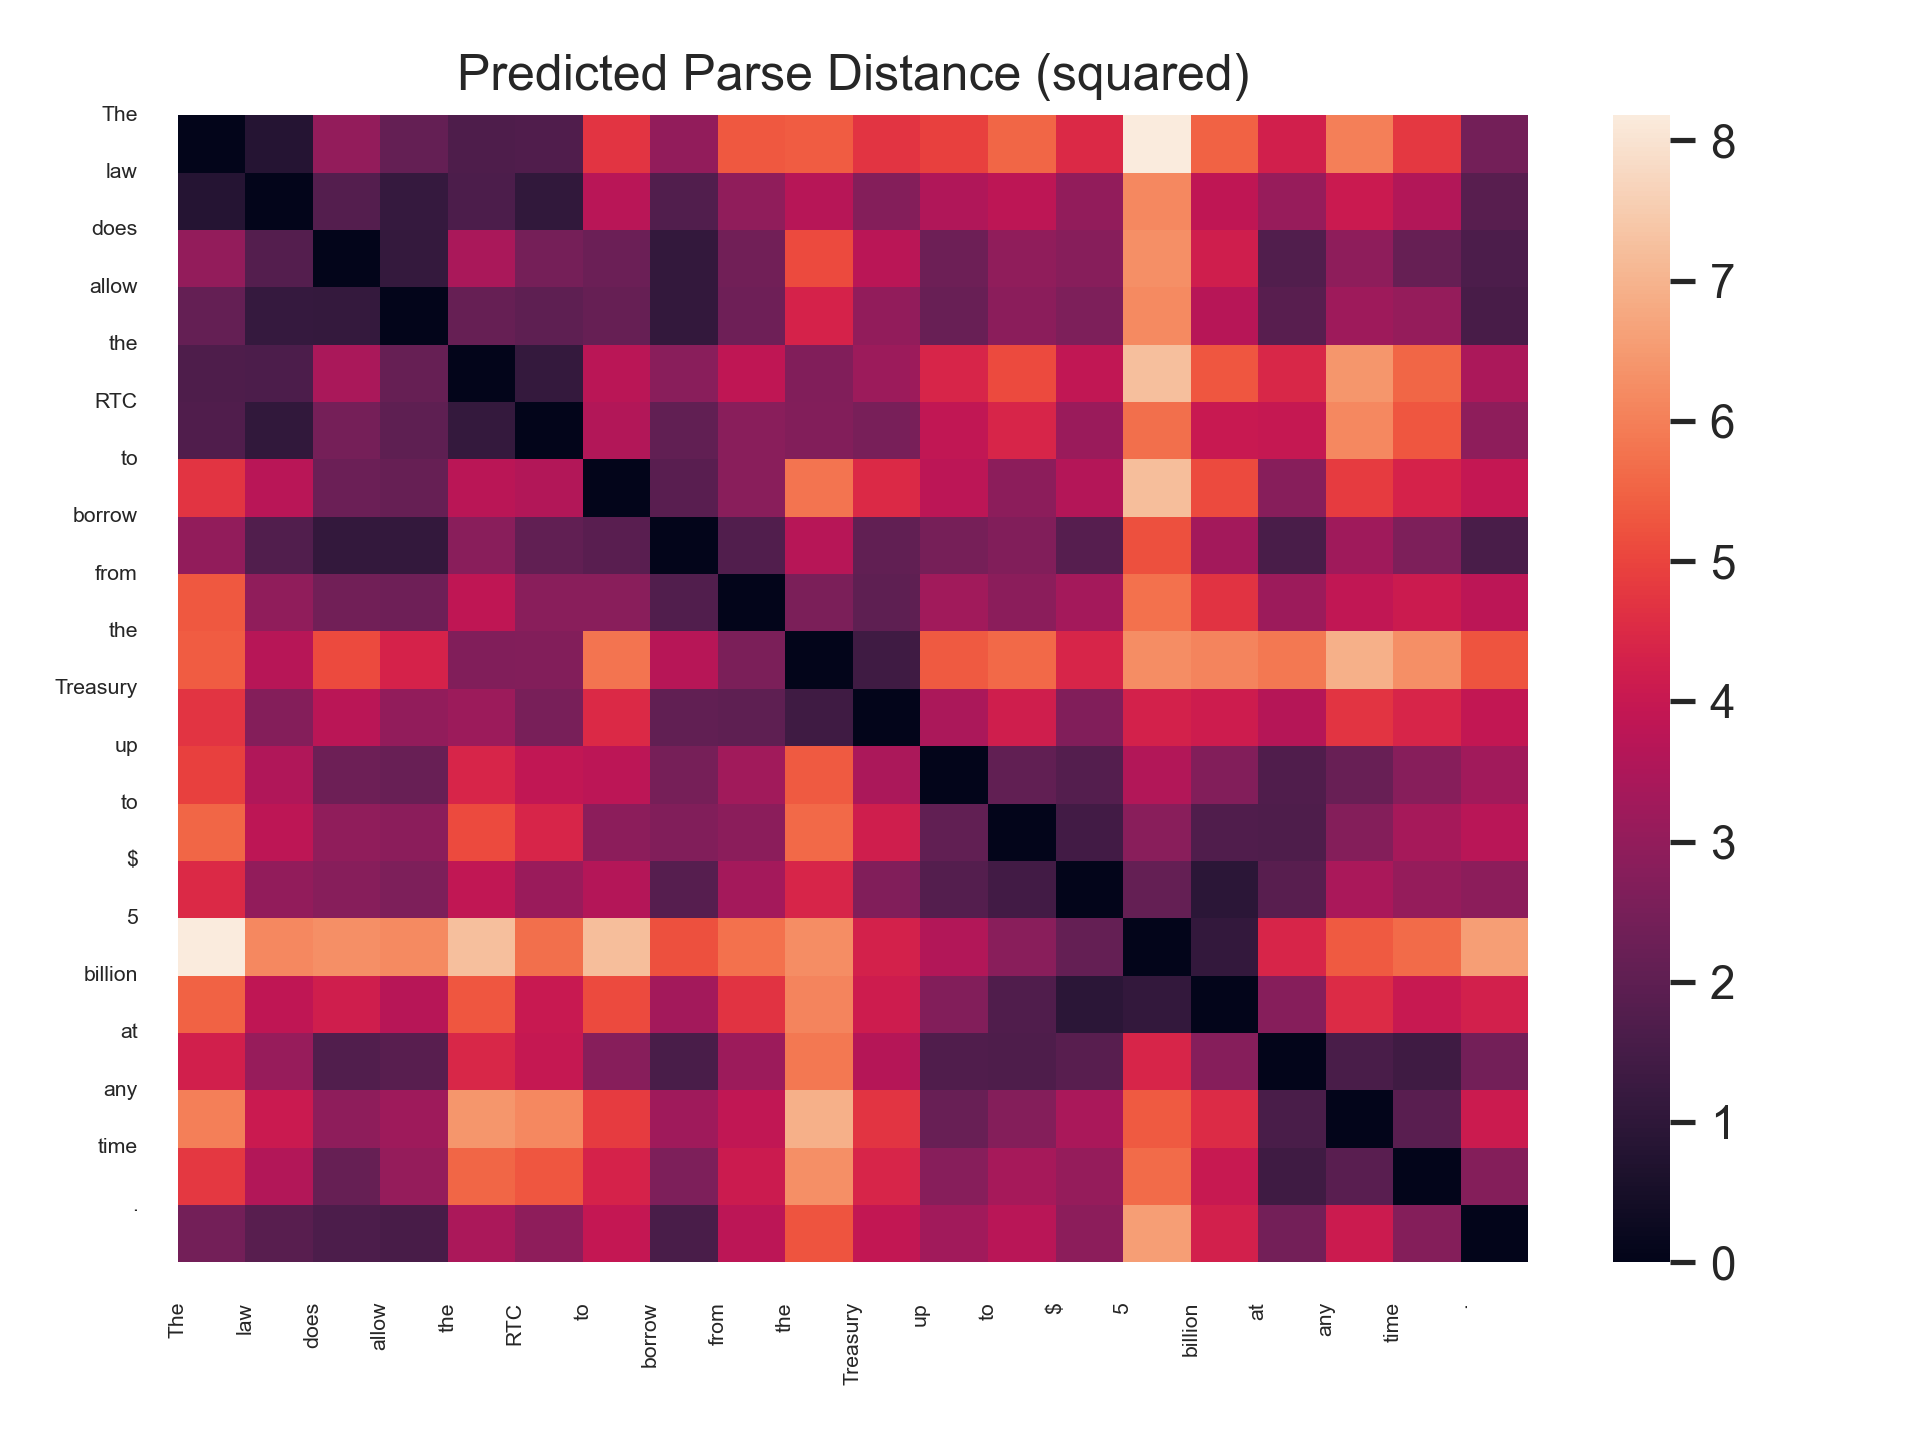 Predicted Parse Distance (squared)
The
law
does
allow
the
RTC
to
borrow
from
the
Treasury
up
to
$
5
billion
at
any
time
.
8
7
6
5
4
3
2
1
0
The
law
does
allow
the
RTC
to
borrow
from
the
Treasury
up
to
$
5
billion
at
any
time
.